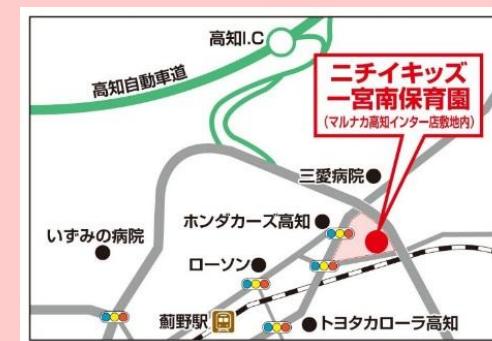 高知I.C
高知自動車道
ニチイキッズ
一宮南保育園
(マルナカ高知インター店敷地内)
三愛病院
ホンダカーズ高知
いずみの病院
ローソン
薊野駅
トヨタカローラ高知